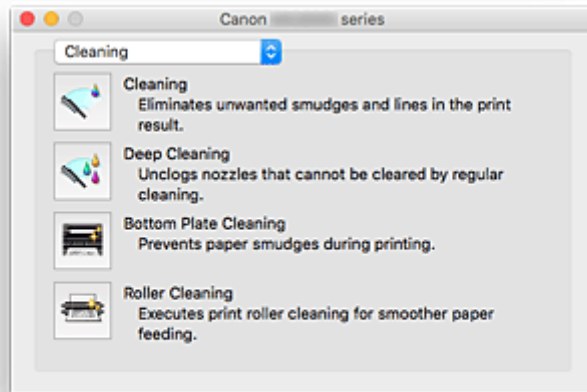 Canon series
Cleaning
Cleaning
Eliminates unwanted smudges and lines in the print
result.
Deep Cleaning
Unclogs nozzles that cannot be cleared by regular
cleaning.
Bottom Plate Cleaning
Prevents paper smudges during printing.
Roller Cleaning
Executes print roller cleaning for smoother paper
feeding.